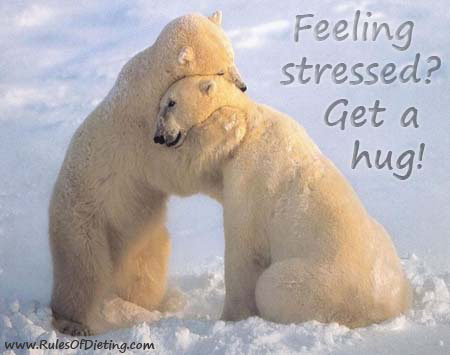 Feeling
stressed?
Get a
hug!
www.RulesOfDieting.com